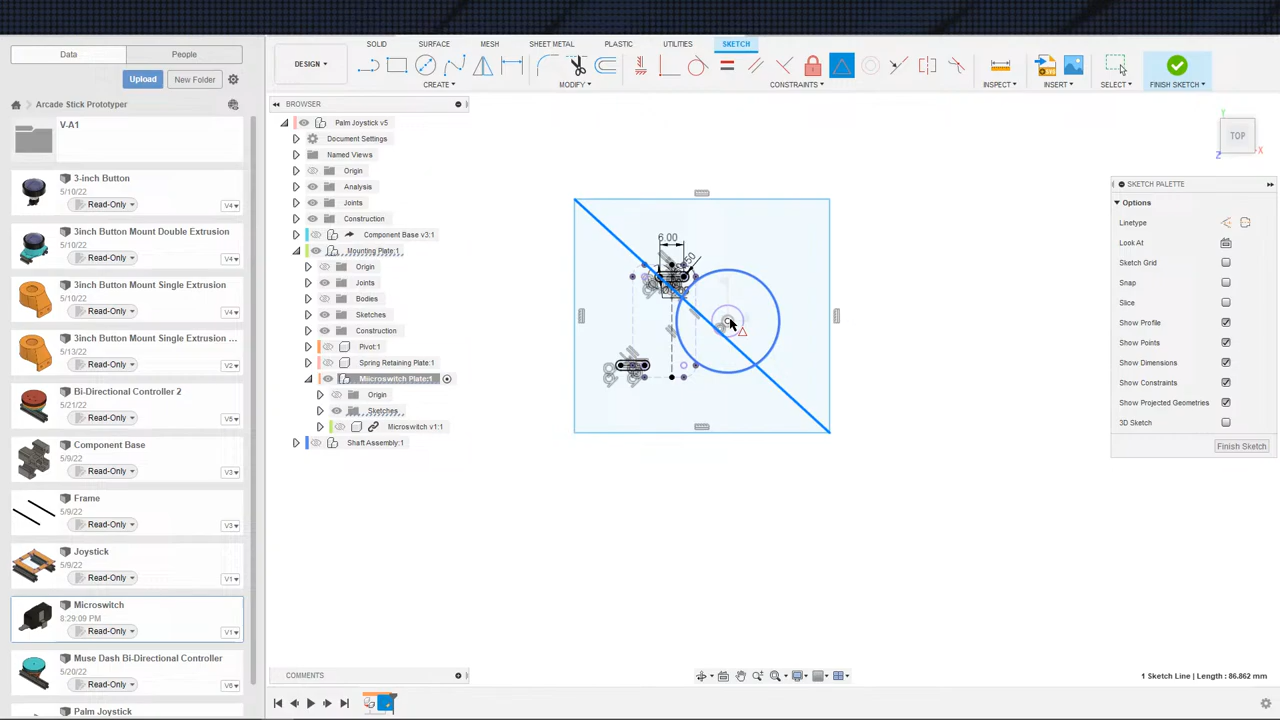 Data
People
Upload
New Folder
Arcade Stick Prototyper
V-A1
3-inch Button
5/10/22
Read-Only
V4
3inch Button Mount Double Extrusion
5/10/22
Read-Only
V4
3inch Button Mount Single Extrusion
5/10/22
Read-Only
V4
3inch Button Mount Single Extrusion ...
5/13/22
Read-Only
V2
Bi-Directional Controller 2
5/21/22
Read-Only
Component Base
5/9/22
Read-Only
V3
Frame
5/9/22
Read-Only
V3
Joystick
5/9/22
Read-Only
V1
Microswitch
8:29:09 PM
Read-Only
V1
Muse Dash Bi-Directional Controller
5/20/22
Read-Only
Palm Joystick
DESIGN
SOLID SURFACE MESH SHEET METAL PLASTIC UTILITIES SKETCH
CREATE MODIFY CONSTRAINTS INSPECT INSERT SELECT FINISH SKETCH
BROWSER
Palm Joystick v5
Document Settings
Named Views
Origin
Analysis
Joints
Construction
Component Base v3:1
Mounting Plate:1
Origin
Joints
Bodies
Sketches
Construction
Pivot:1
Spring Retaining Plate:1
Miicroswitch Plate:1
Origin
Sketches
Microswitch v1:1
Shaft Assembly:1
6.00
TOP
Y
X
Z
SKETCH PALETTE
Options
Linetype
Look At
Sketch Grid
Snap
Slice
Show Profile
Show Points
Show Dimensions
Show Constraints
Show Projected Geometries
3D Sketch
Finish Sketch
COMMENTS
1 Sketch Line | Length : 86.862 mm